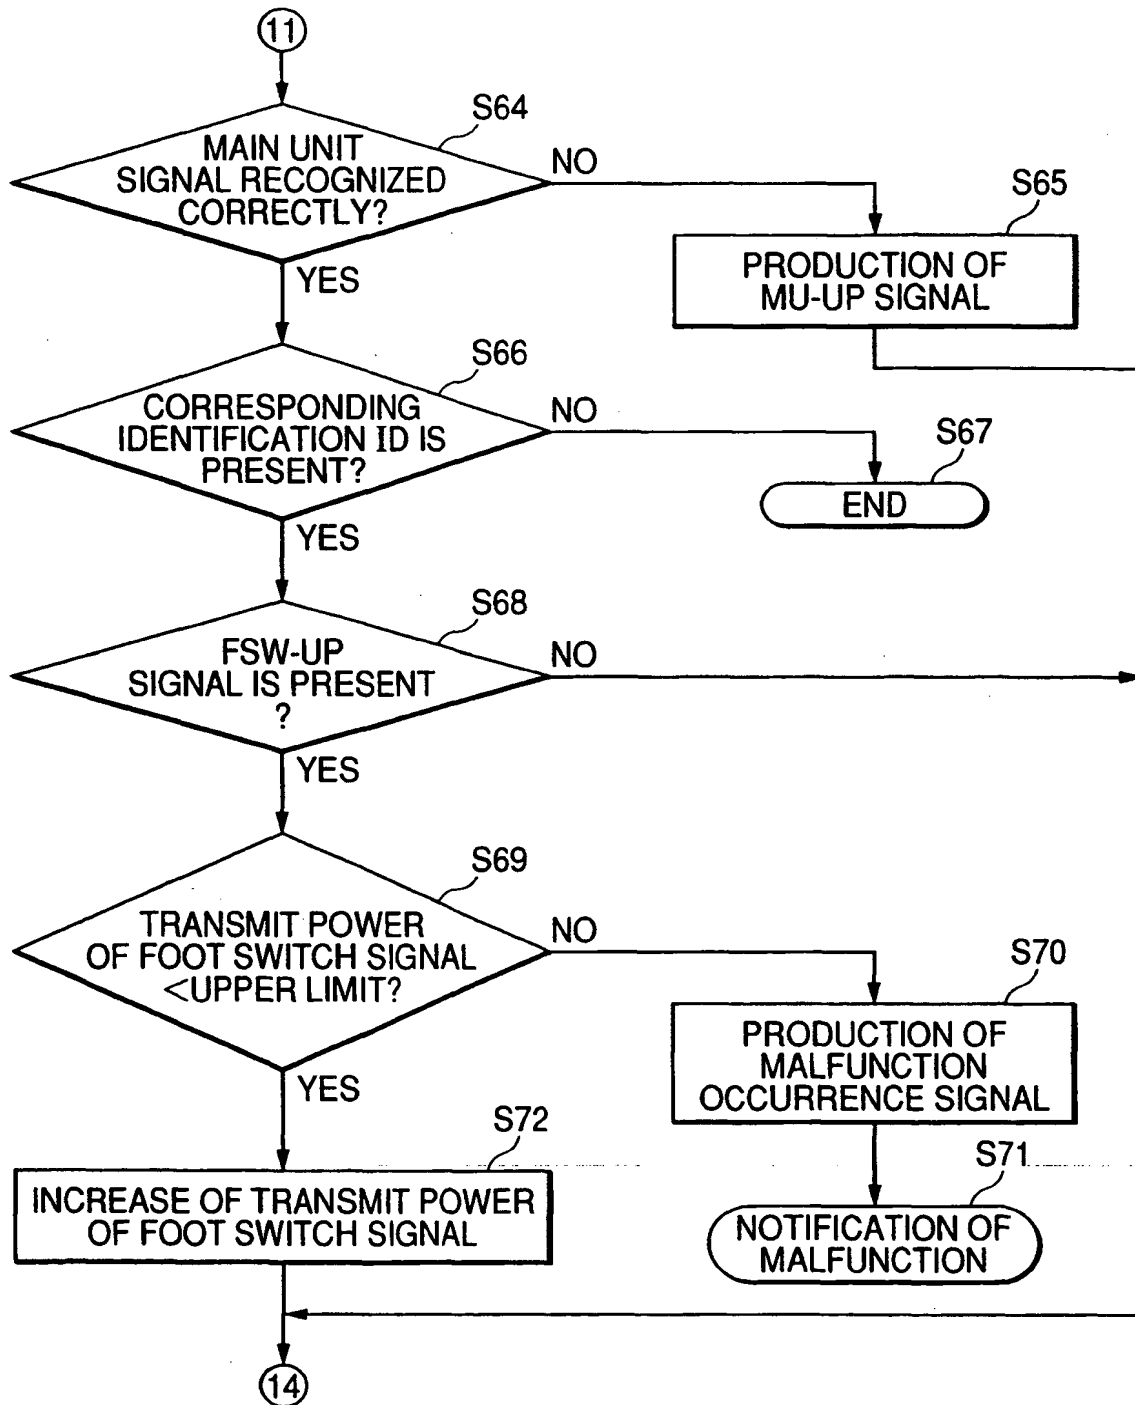 11
S64
MAIN UNIT
SIGNAL RECOGNIZED
CORRECTLY?
NO
YES
S65
PRODUCTION OF
MU-UP SIGNAL
S66
CORRESPONDING
IDENTIFICATION ID IS
PRESENT?
NO
YES
S67
END
S68
FSW-UP
SIGNAL IS PRESENT
?
NO
YES
S69
TRANSMIT POWER
OF FOOT SWITCH SIGNAL
<UPPER LIMIT?
NO
YES
S70
PRODUCTION OF
MALFUNCTION
OCCURRENCE SIGNAL
S71
NOTIFICATION OF
MALFUNCTION
S72
INCREASE OF TRANSMIT POWER
OF FOOT SWITCH SIGNAL
14